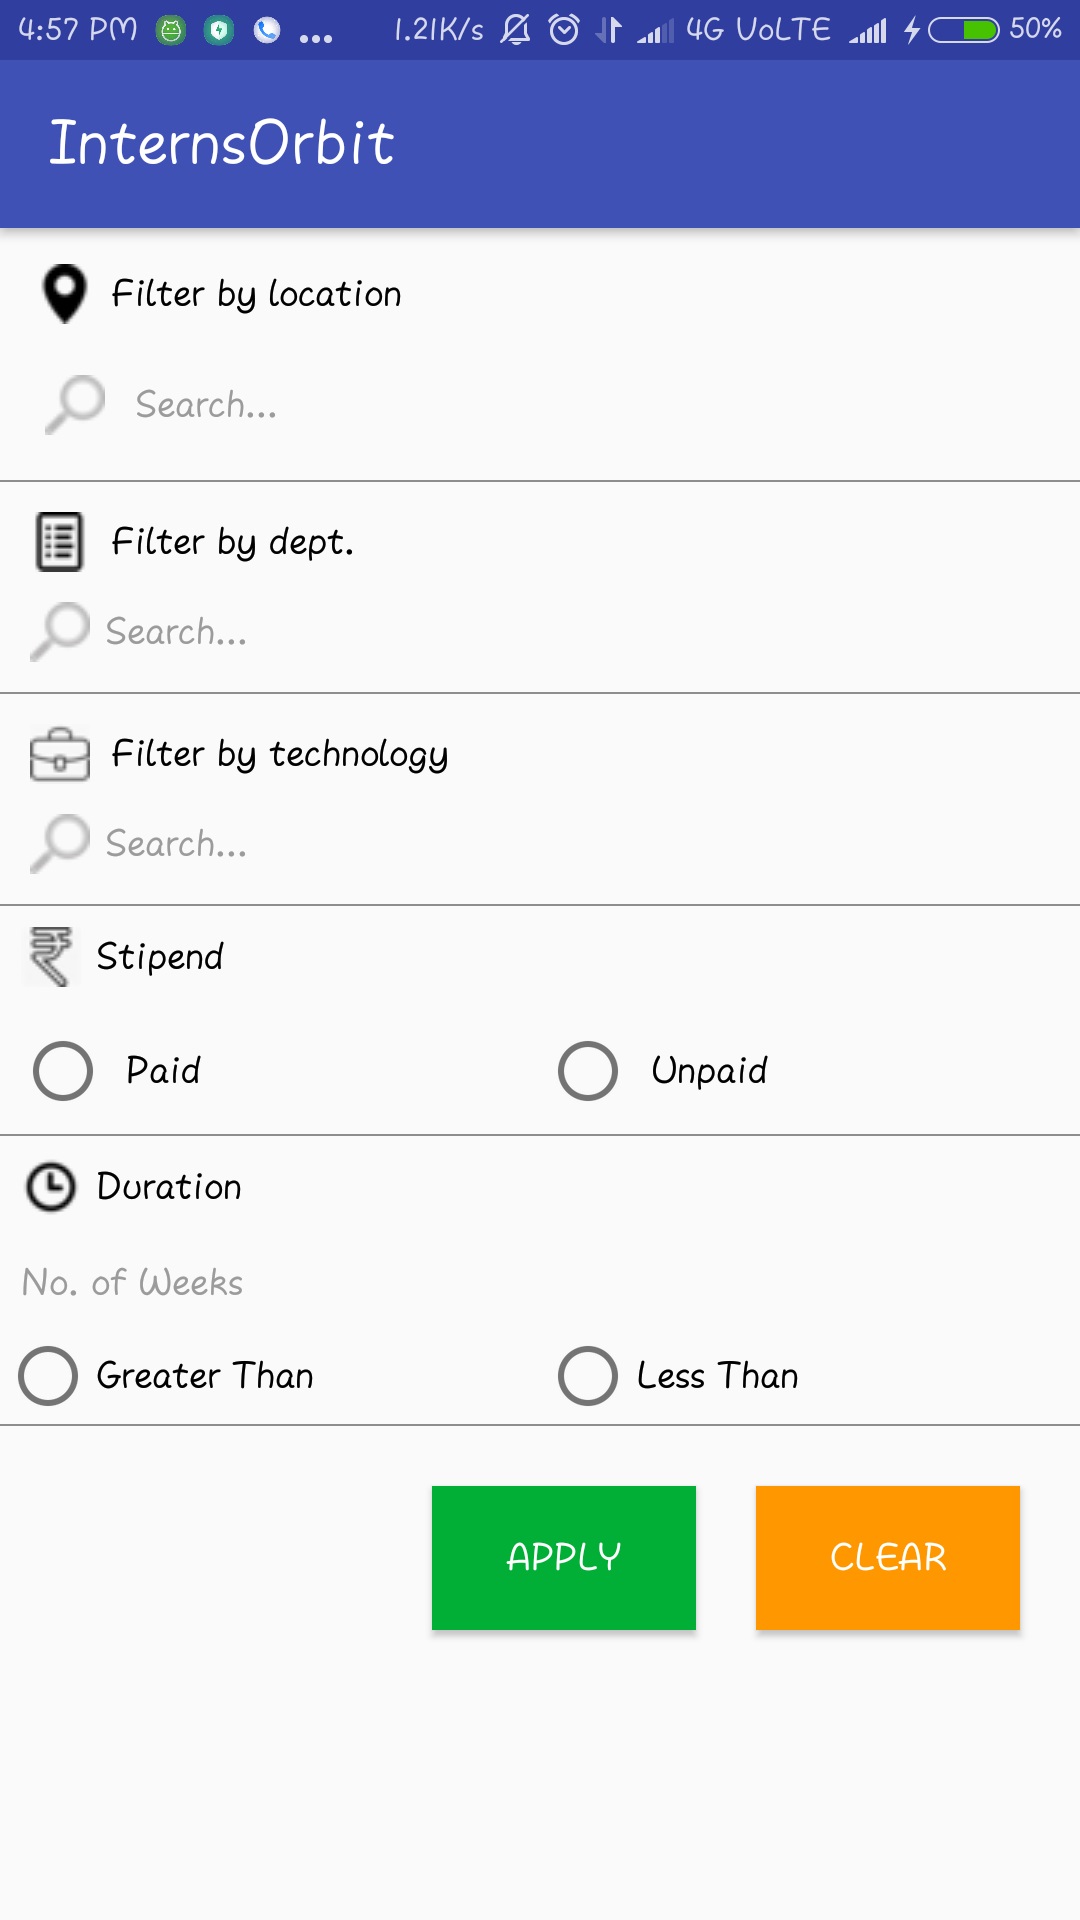 4:57 PM ... 1.21K/s 4G VoLTE 50%
InternsOrbit
Filter by location
Search...
Filter by dept.
Search...
Filter by technology
Search...
₹ Stipend
Paid Unpaid
Duration
No. of Weeks
Greater Than Less Than
APPLY CLEAR